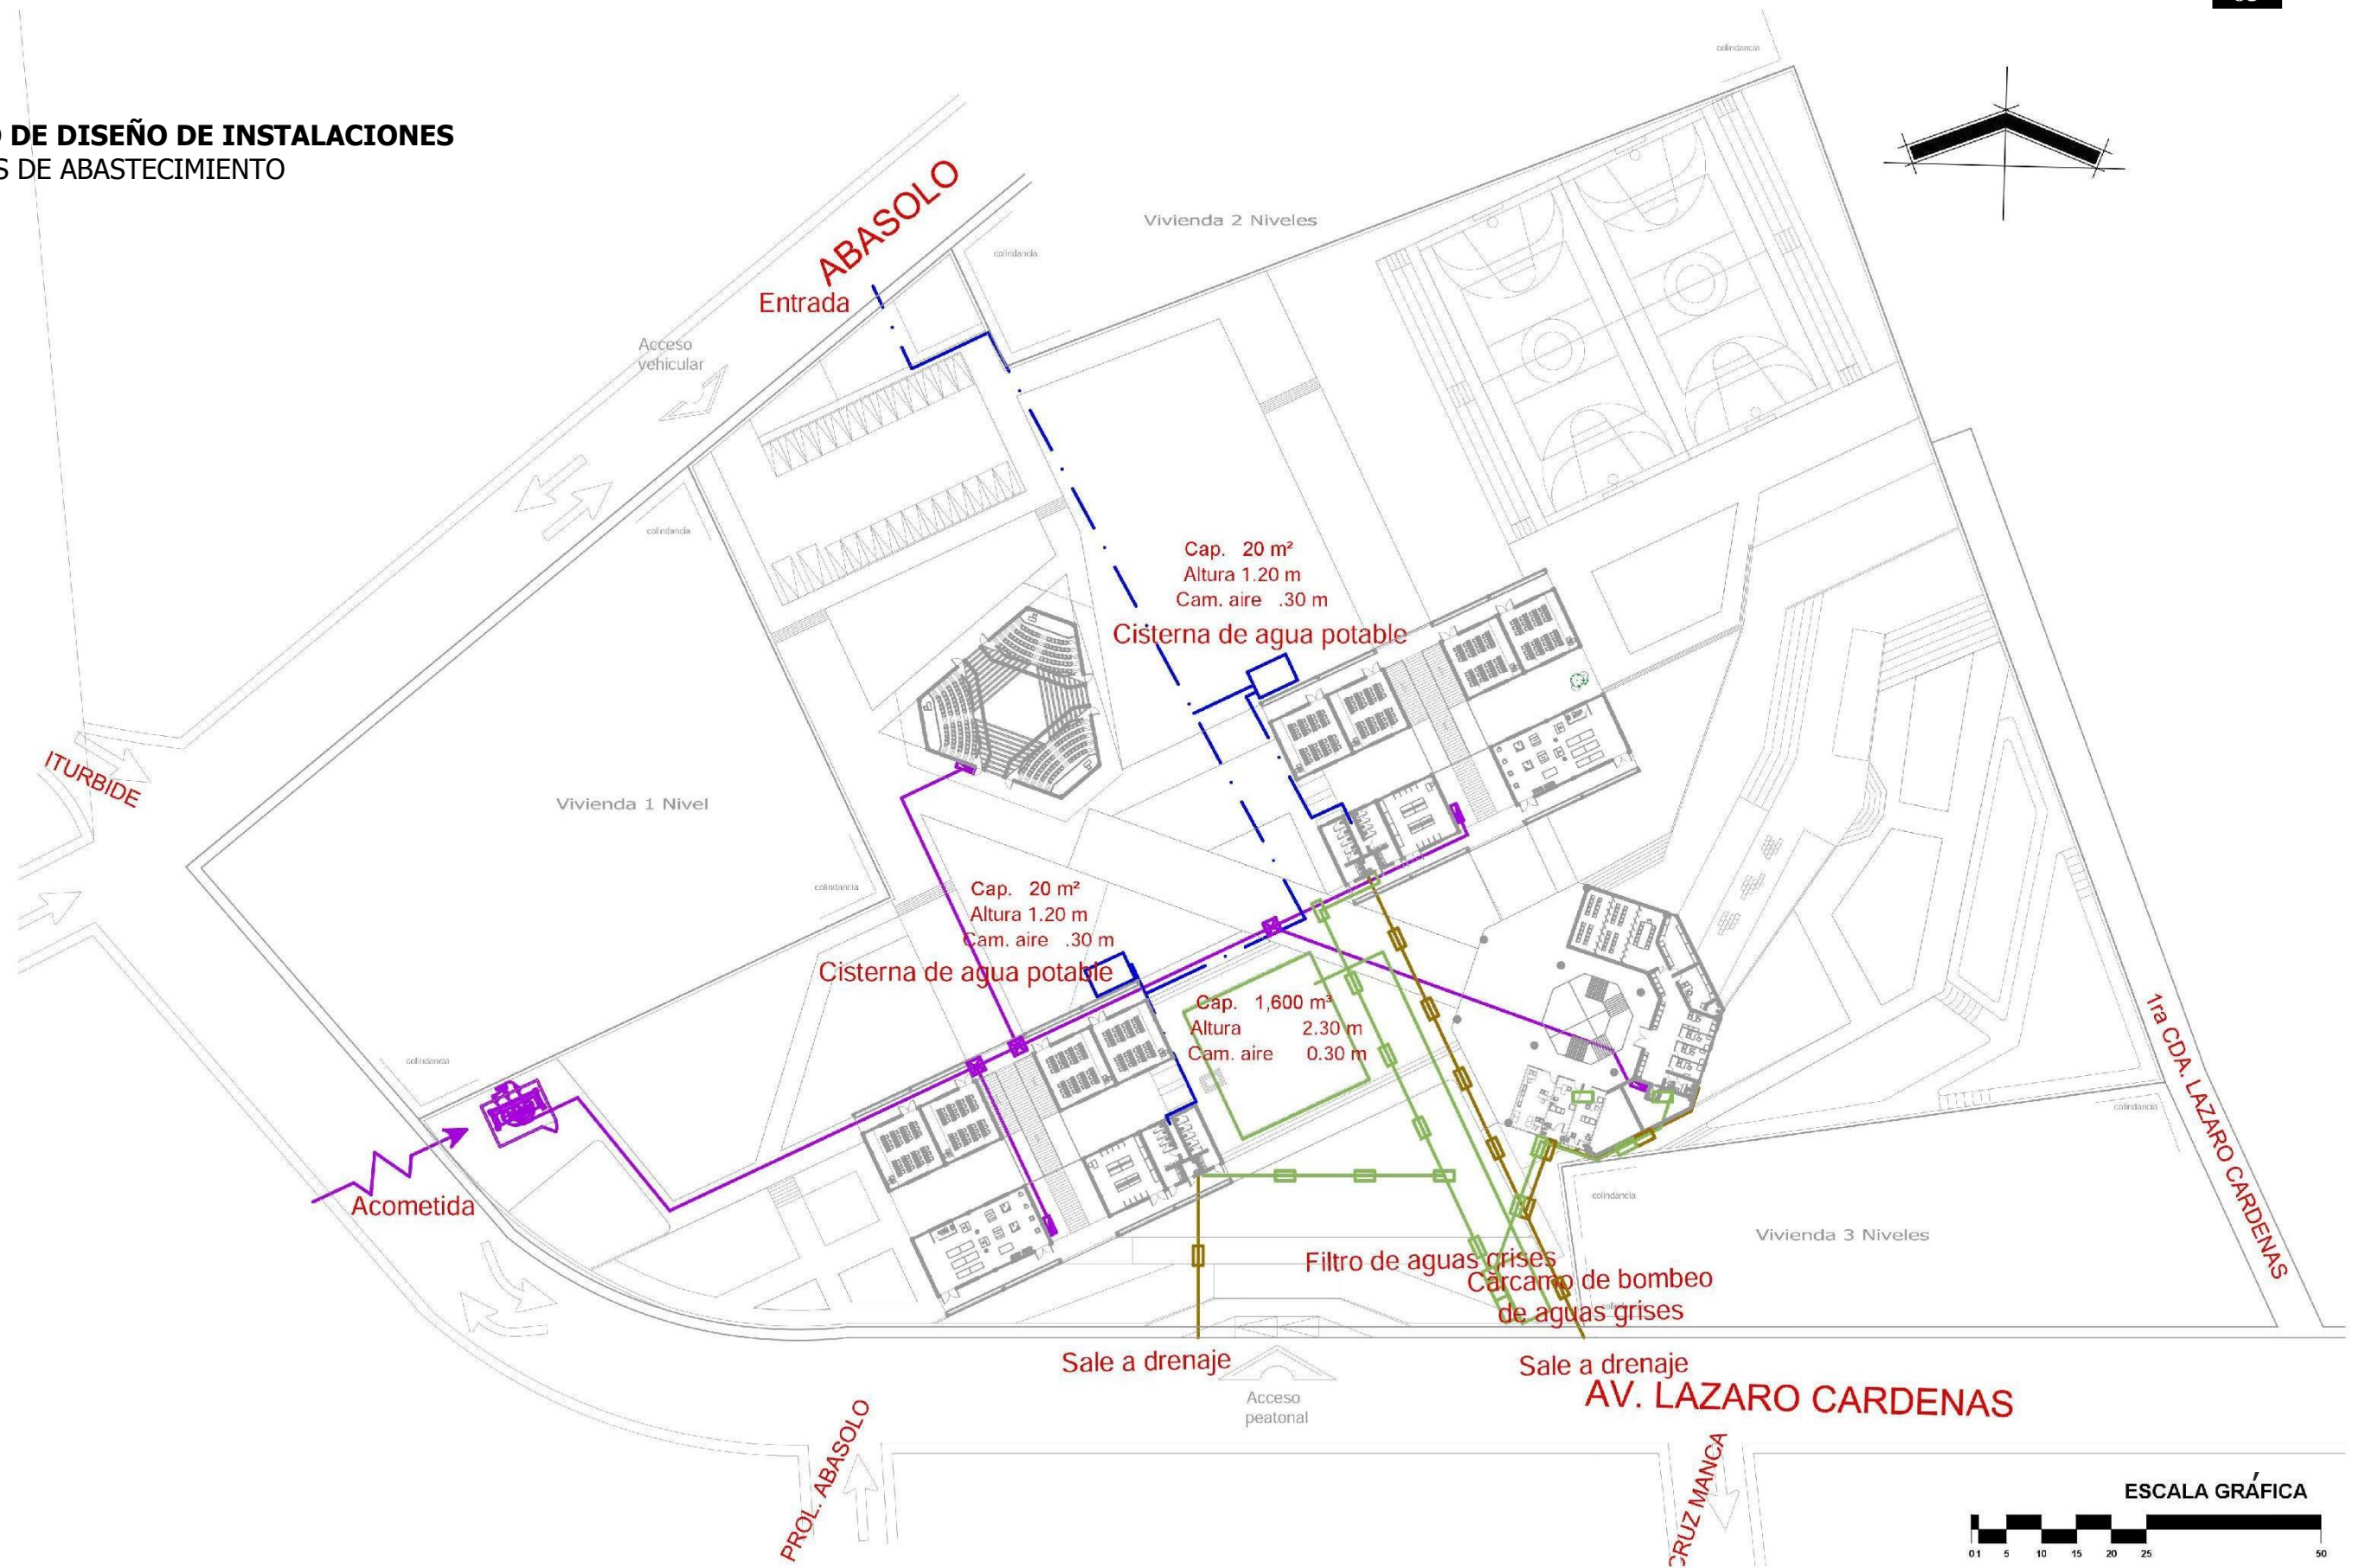 DE DISEÑO DE INSTALACIONES
DE ABASTECIMIENTO
colindancia
ABASOLO
Entrada
Vivienda 2 Niveles
colindancia
Acceso
vehicular
colindancia
Cap. 20 m²
Altura 1.20 m
Cam. aire .30 m
Cisterna de agua potable
ITURBIDE
Vivienda 1 Nivel
colindancia
Cap. 20 m²
Altura 1.20 m
Cam. aire .30 m
Cisterna de agua potable
Cap. 1,600 m³
Altura 2.30 m
Cam. aire 0.30 m
colindancia
Acometida
1ra CDA. LAZARO CARDENAS
colindancia
colindancia
Vivienda 3 Niveles
Filtro de aguas grises
Carcamo de bombeo
de aguas grises
Sale a drenaje
Sale a drenaje
Acceso
peatonal
AV. LAZARO CARDENAS
PROL. ABASOLO
CRUZ MANCA
ESCALA GRÁFICA
0 1 5 10 15 20 25 50